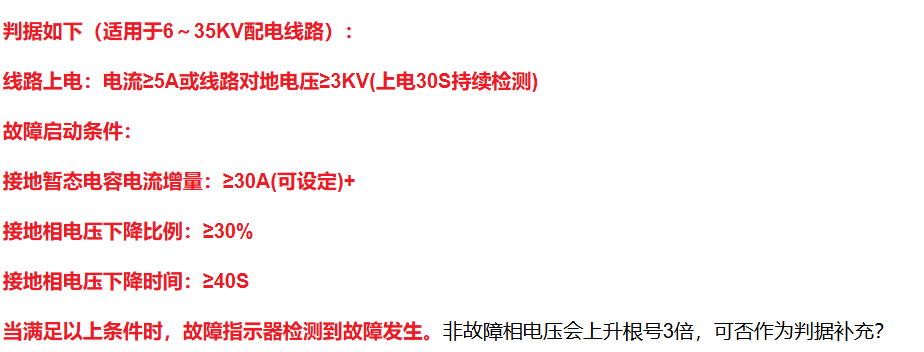 判据如下（适用于6～35KV配电线路）：
线路上电：电流≥5A或线路对地电压≥3KV(上电30S持续检测)
故障启动条件：
接地暂态电容电流增量：≥30A(可设定)+
接地相电压下降比例：≥30%
接地相电压下降时间：≥40S
当满足以上条件时，故障指示器检测到故障发生。非故障相电压会上升根号3倍，可否作为判据补充？